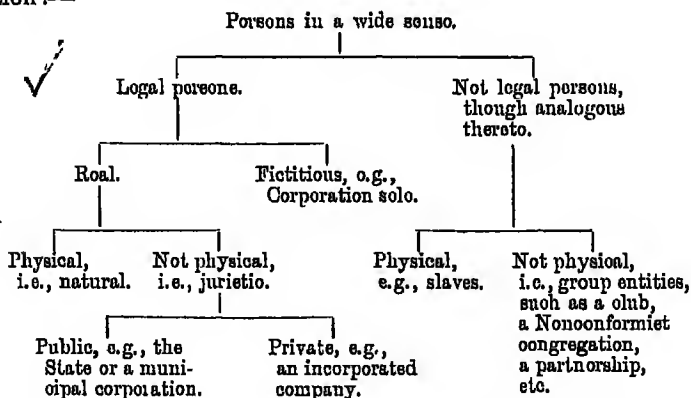 Persons in a wide sense.
Legal persons.
Not legal persons,
though analogous
thereto.
Real.
Fictitious, e.g.,
Corporation sole.
Physical,
i.e., natural.
Not physical,
i.e., juristic.
Physical,
e.g., slaves.
Not physical,
i.e., group entities,
such as a club,
a Nonconformist
congregation,
a partnership,
etc.
Public, e.g., the
State or a muni-
cipal corporation.
Private, e.g.,
an incorporated
company.